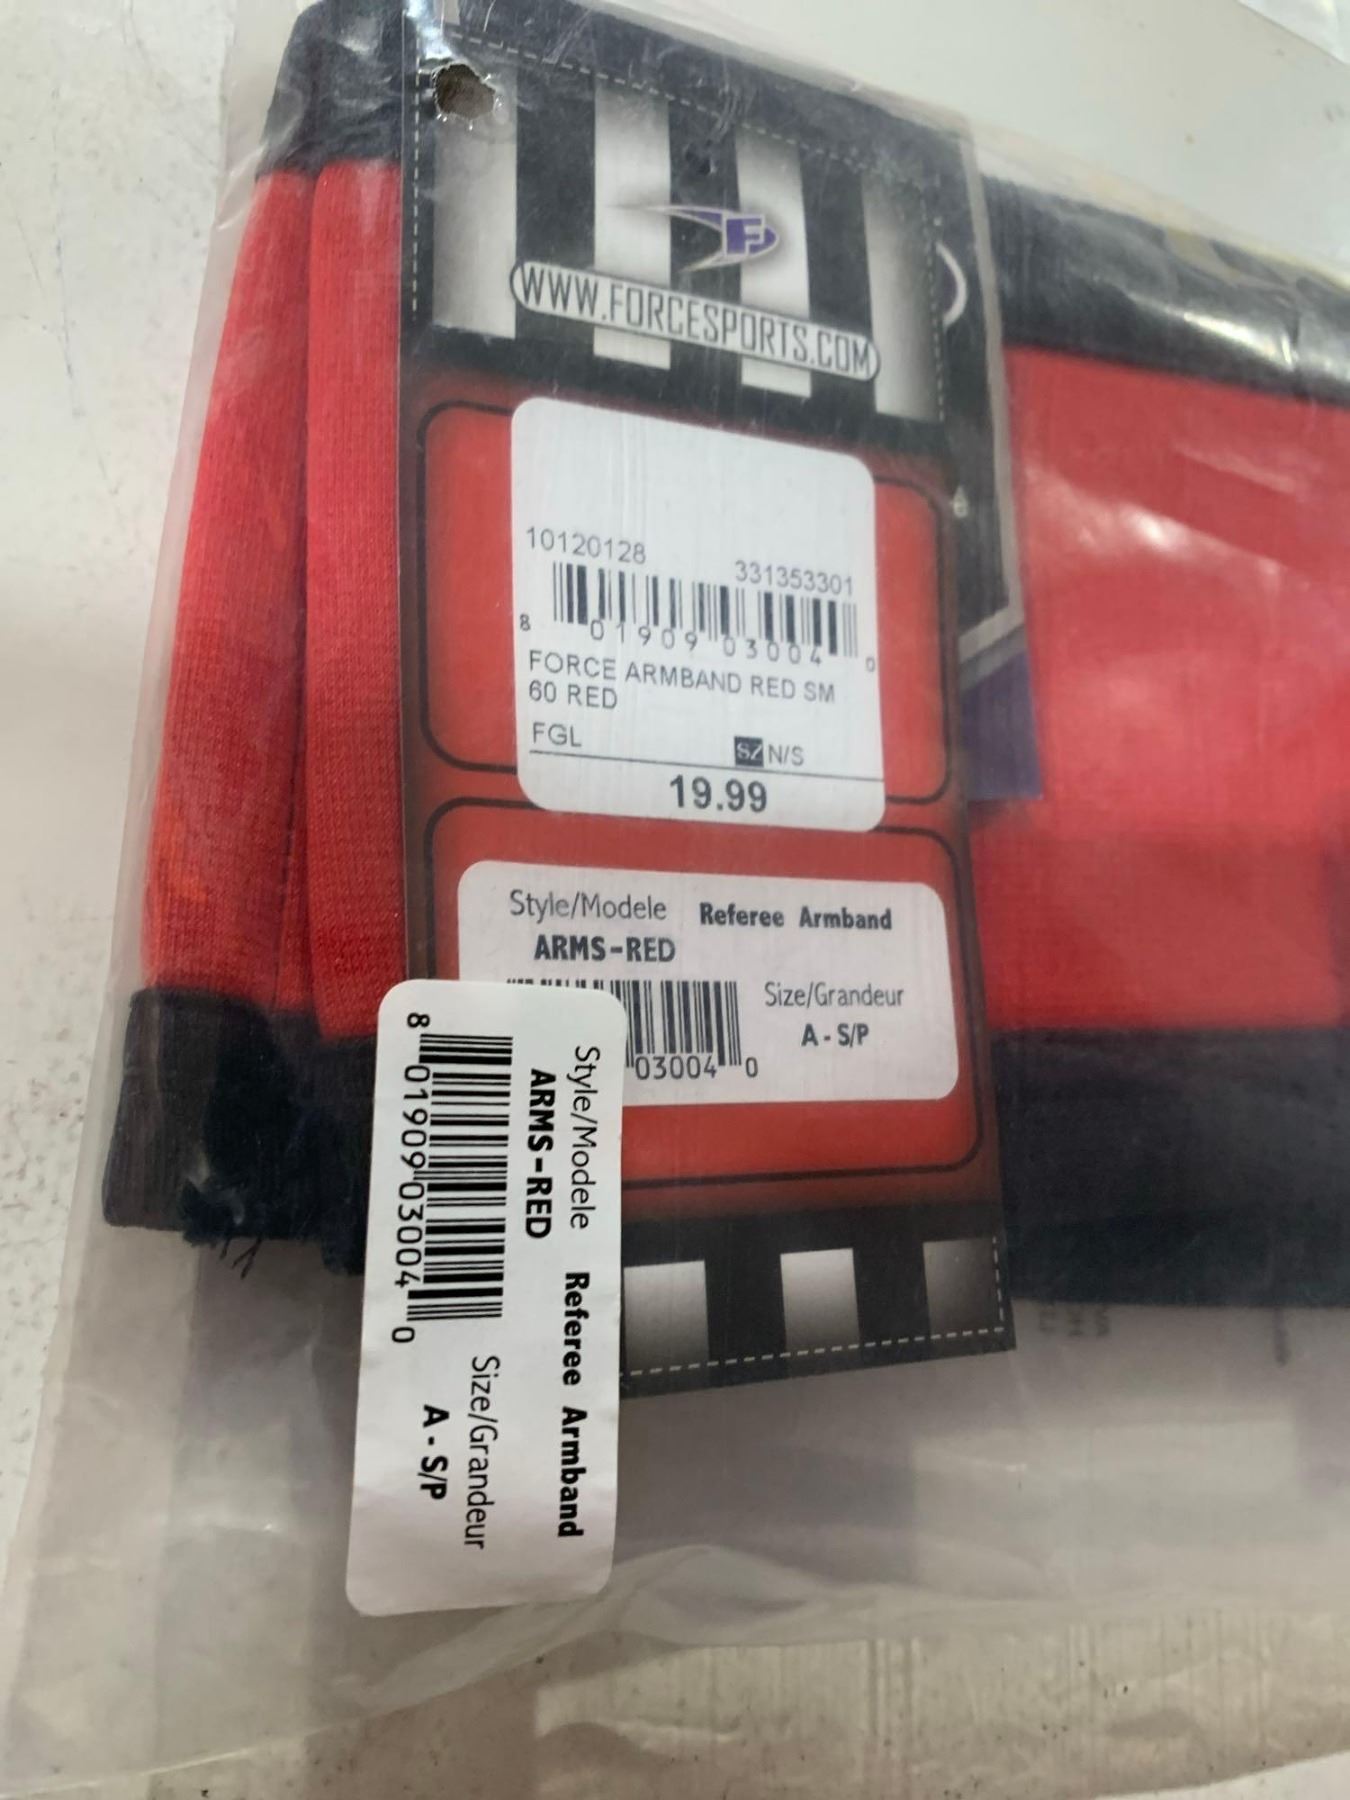 F
WWW.FORCESPORTS.COM
10120128 331353301
8 01909 03004 0
FORCE ARMBAND RED SM
60 RED
FGL SZ N/S
19.99
Style/Modele Referee Armband
ARMS-RED
Size/Grandeur
A - S/P
03004 0
Style/Modele Referee Armband
ARMS-RED
8 01909 03004 0
Size/Grandeur
A - S/P